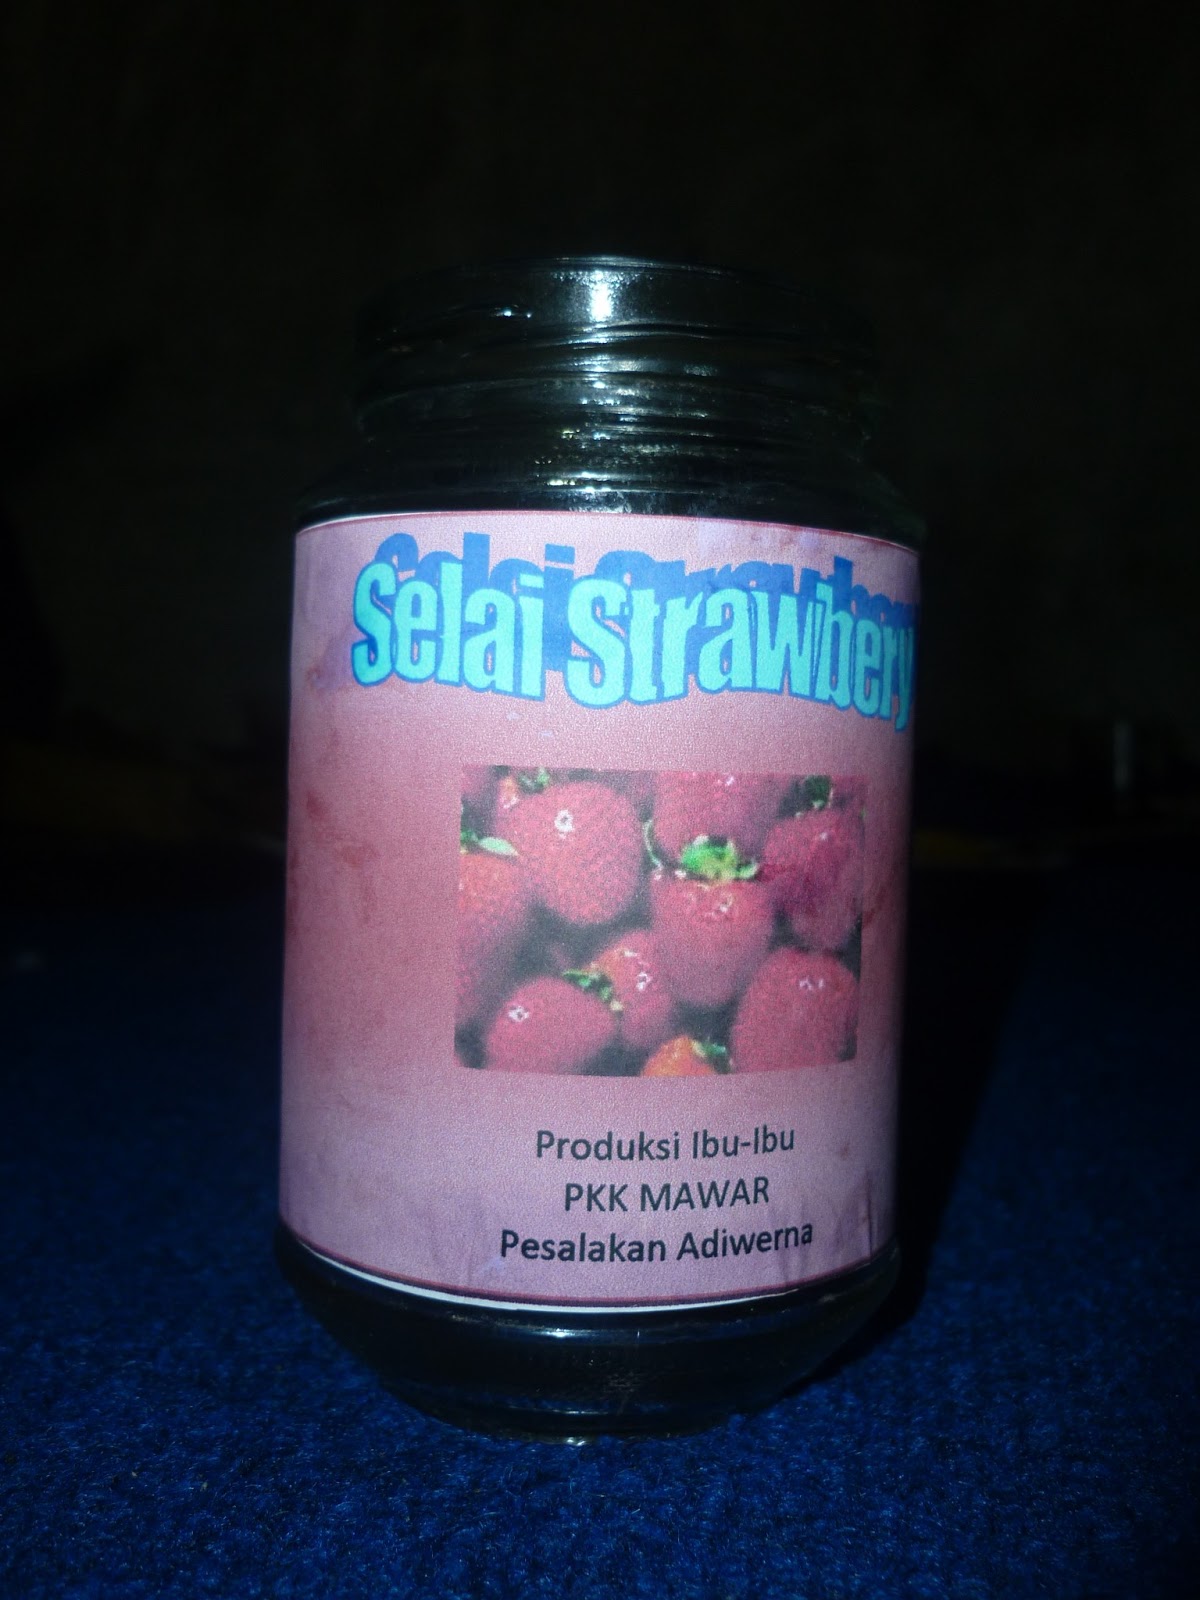 Selai Strawbery
Produksi Ibu-Ibu
PKK MAWAR
Pesalakan Adiwerna